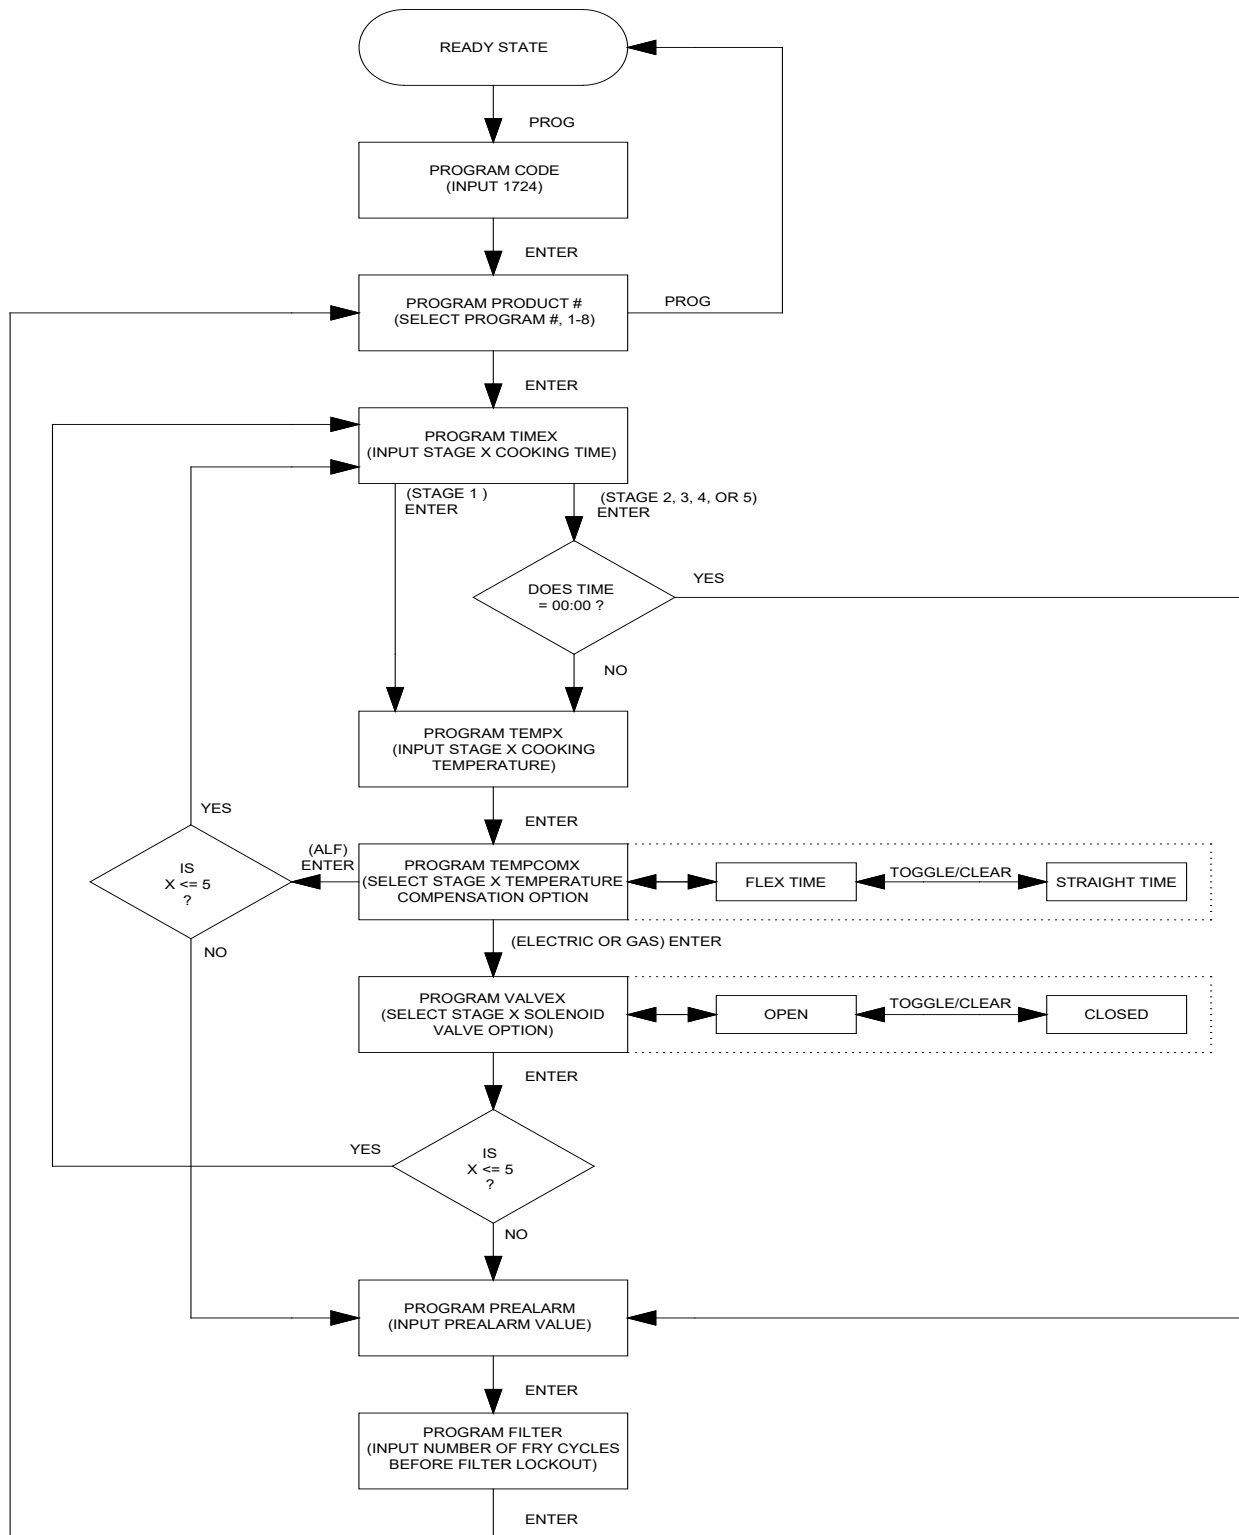 READY STATE
PROG
PROGRAM CODE
(INPUT 1724)
ENTER
PROGRAM PRODUCT #
(SELECT PROGRAM #, 1-8)
PROG
ENTER
PROGRAM TIMEX
(INPUT STAGE X COOKING TIME)
(STAGE 1 )
ENTER
(STAGE 2, 3, 4, OR 5)
ENTER
DOES TIME
= 00:00 ?
YES
NO
PROGRAM TEMPX
(INPUT STAGE X COOKING
TEMPERATURE)
ENTER
YES
IS
X <= 5
?
NO
(ALF)
ENTER
PROGRAM TEMPCOMX
(SELECT STAGE X TEMPERATURE
COMPENSATION OPTION
FLEX TIME
TOGGLE/CLEAR
STRAIGHT TIME
(ELECTRIC OR GAS) ENTER
PROGRAM VALVEX
(SELECT STAGE X SOLENOID
VALVE OPTION)
OPEN
TOGGLE/CLEAR
CLOSED
ENTER
YES
IS
X <= 5
?
NO
PROGRAM PREALARM
(INPUT PREALARM VALUE)
ENTER
PROGRAM FILTER
(INPUT NUMBER OF FRY CYCLES
BEFORE FILTER LOCKOUT)
ENTER